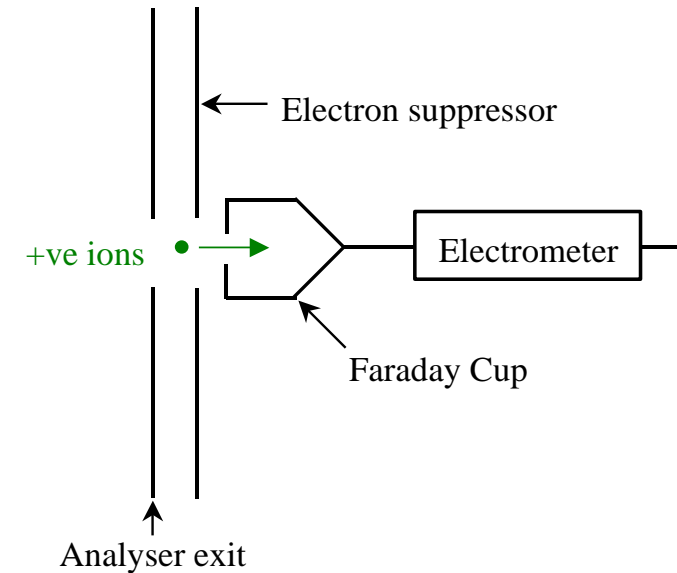 Electron suppressor
+ve ions
Electrometer
Faraday Cup
Analyser exit